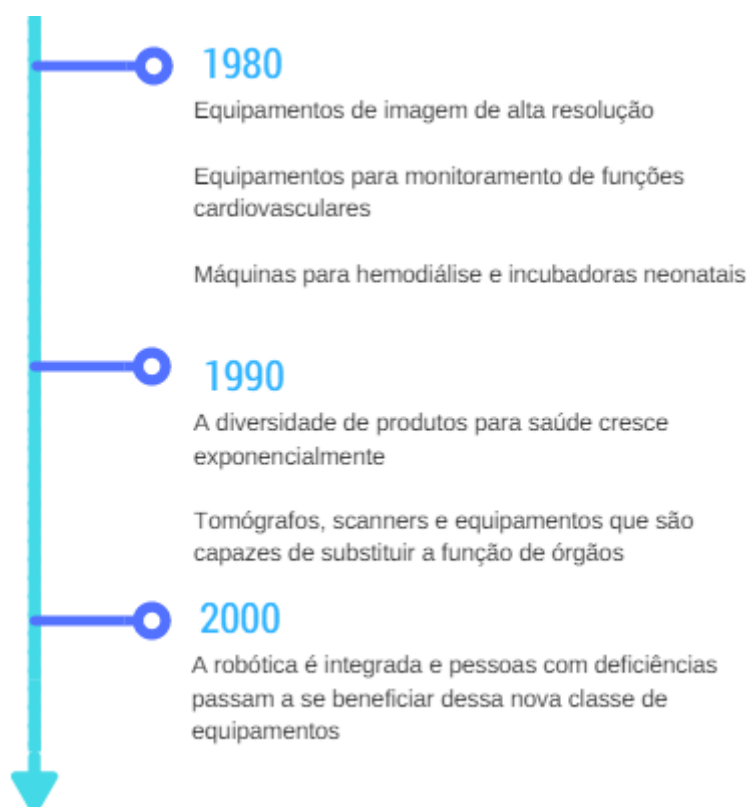 1980
Equipamentos de imagem de alta resolução
Equipamentos para monitoramento de funções
cardiovasculares
Máquinas para hemodiálise e incubadoras neonatais
1990
A diversidade de produtos para saúde cresce
exponencialmente
Tomógrafos, scanners e equipamentos que são
capazes de substituir a função de órgãos
2000
A robótica é integrada e pessoas com deficiências
passam a se beneficiar dessa nova classe de
equipamentos